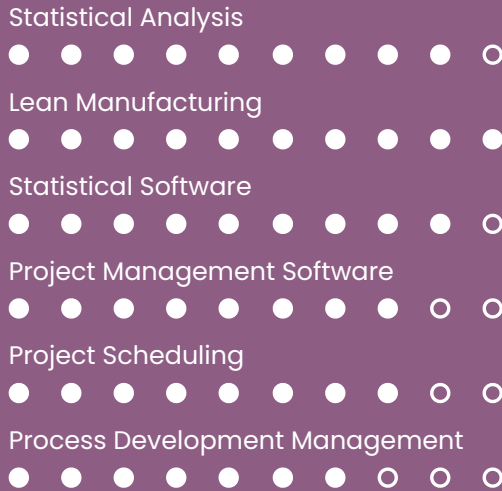 Statistical Analysis
Lean Manufacturing
Statistical Software
Project Management Software
Project Scheduling
Process Development Management